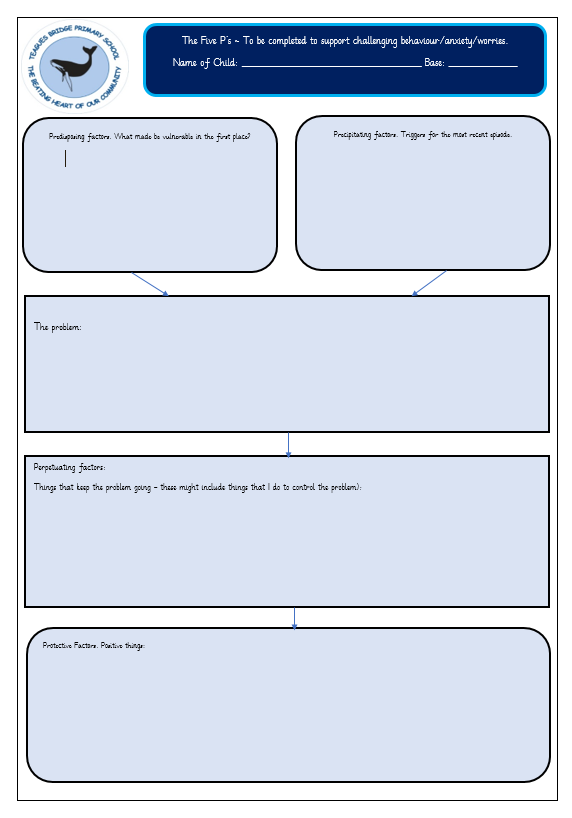 TEAGUES BRIDGE PRIMARY SCHOOL
THE BEATING HEART OF OUR COMMUNITY
The Five P's ~ To be completed to support challenging behaviour/anxiety/worries.
Name of Child: ______________________________ Base: ____________
Predisposing factors. What made be vulnerable in the first place?
Precipitating factors. Triggers for the most recent episode.
The problem:
Perpetuating factors:
Things that keep the problem going – these might include things that I do to control the problem):
Protective Factors. Positive things: